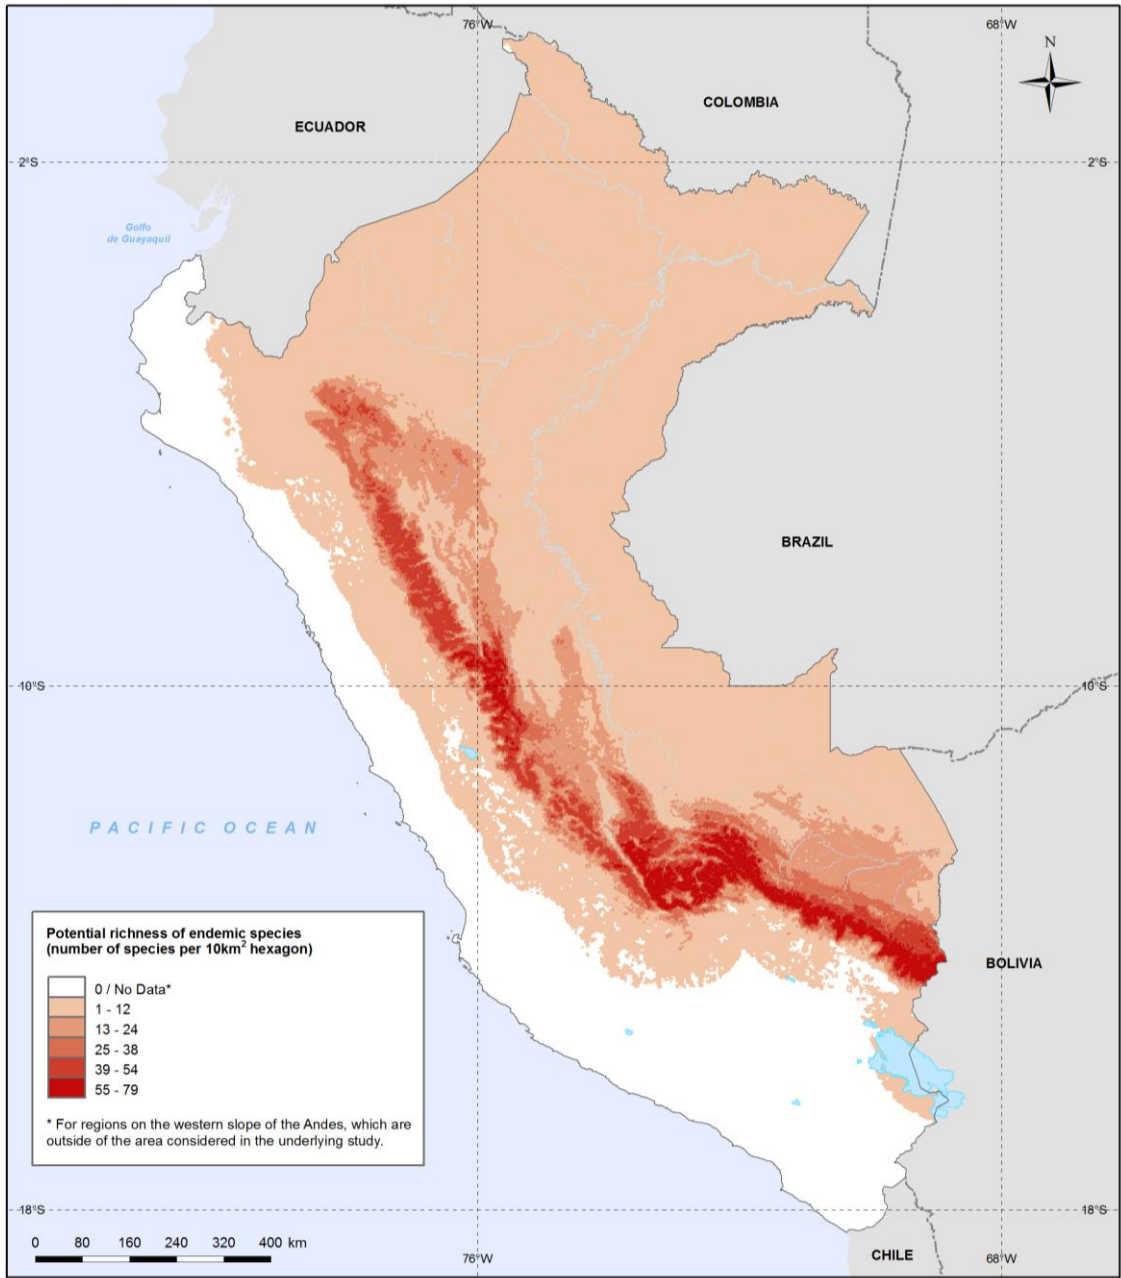 76°W
68°W
N
COLOMBIA
ECUADOR
2°S
2°S
Golfo
de Guayaquil
BRAZIL
10°S
10°S
PACIFIC OCEAN
BOLIVIA
Potential richness of endemic species
(number of species per 10km² hexagon)
0 / No Data*
1 - 12
13 - 24
25 - 38
39 - 54
55 - 79
* For regions on the western slope of the Andes, which are
outside of the area considered in the underlying study.
18°S
18°S
0 80 160 240 320 400 km
76°W
68°W
CHILE